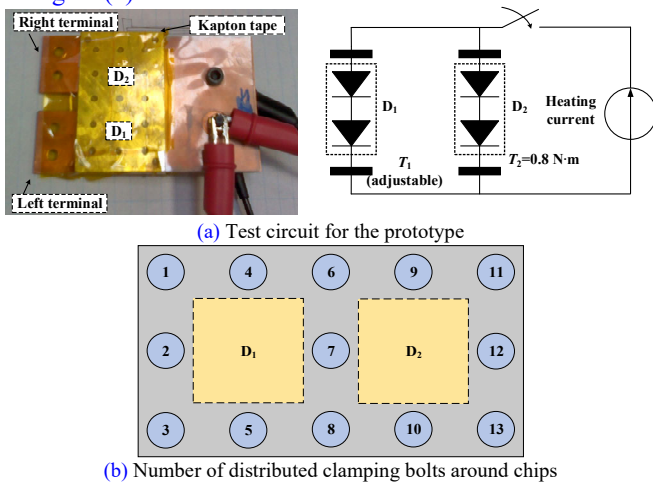 Right terminal
Kapton tape
D2
D1
Left terminal
D1
D2
Heating
current
T1
(adjustable)
T2=0.8 N·m
(a) Test circuit for the prototype
1
4
6
9
11
2
D1
7
D2
12
3
5
8
10
13
(b) Number of distributed clamping bolts around chips